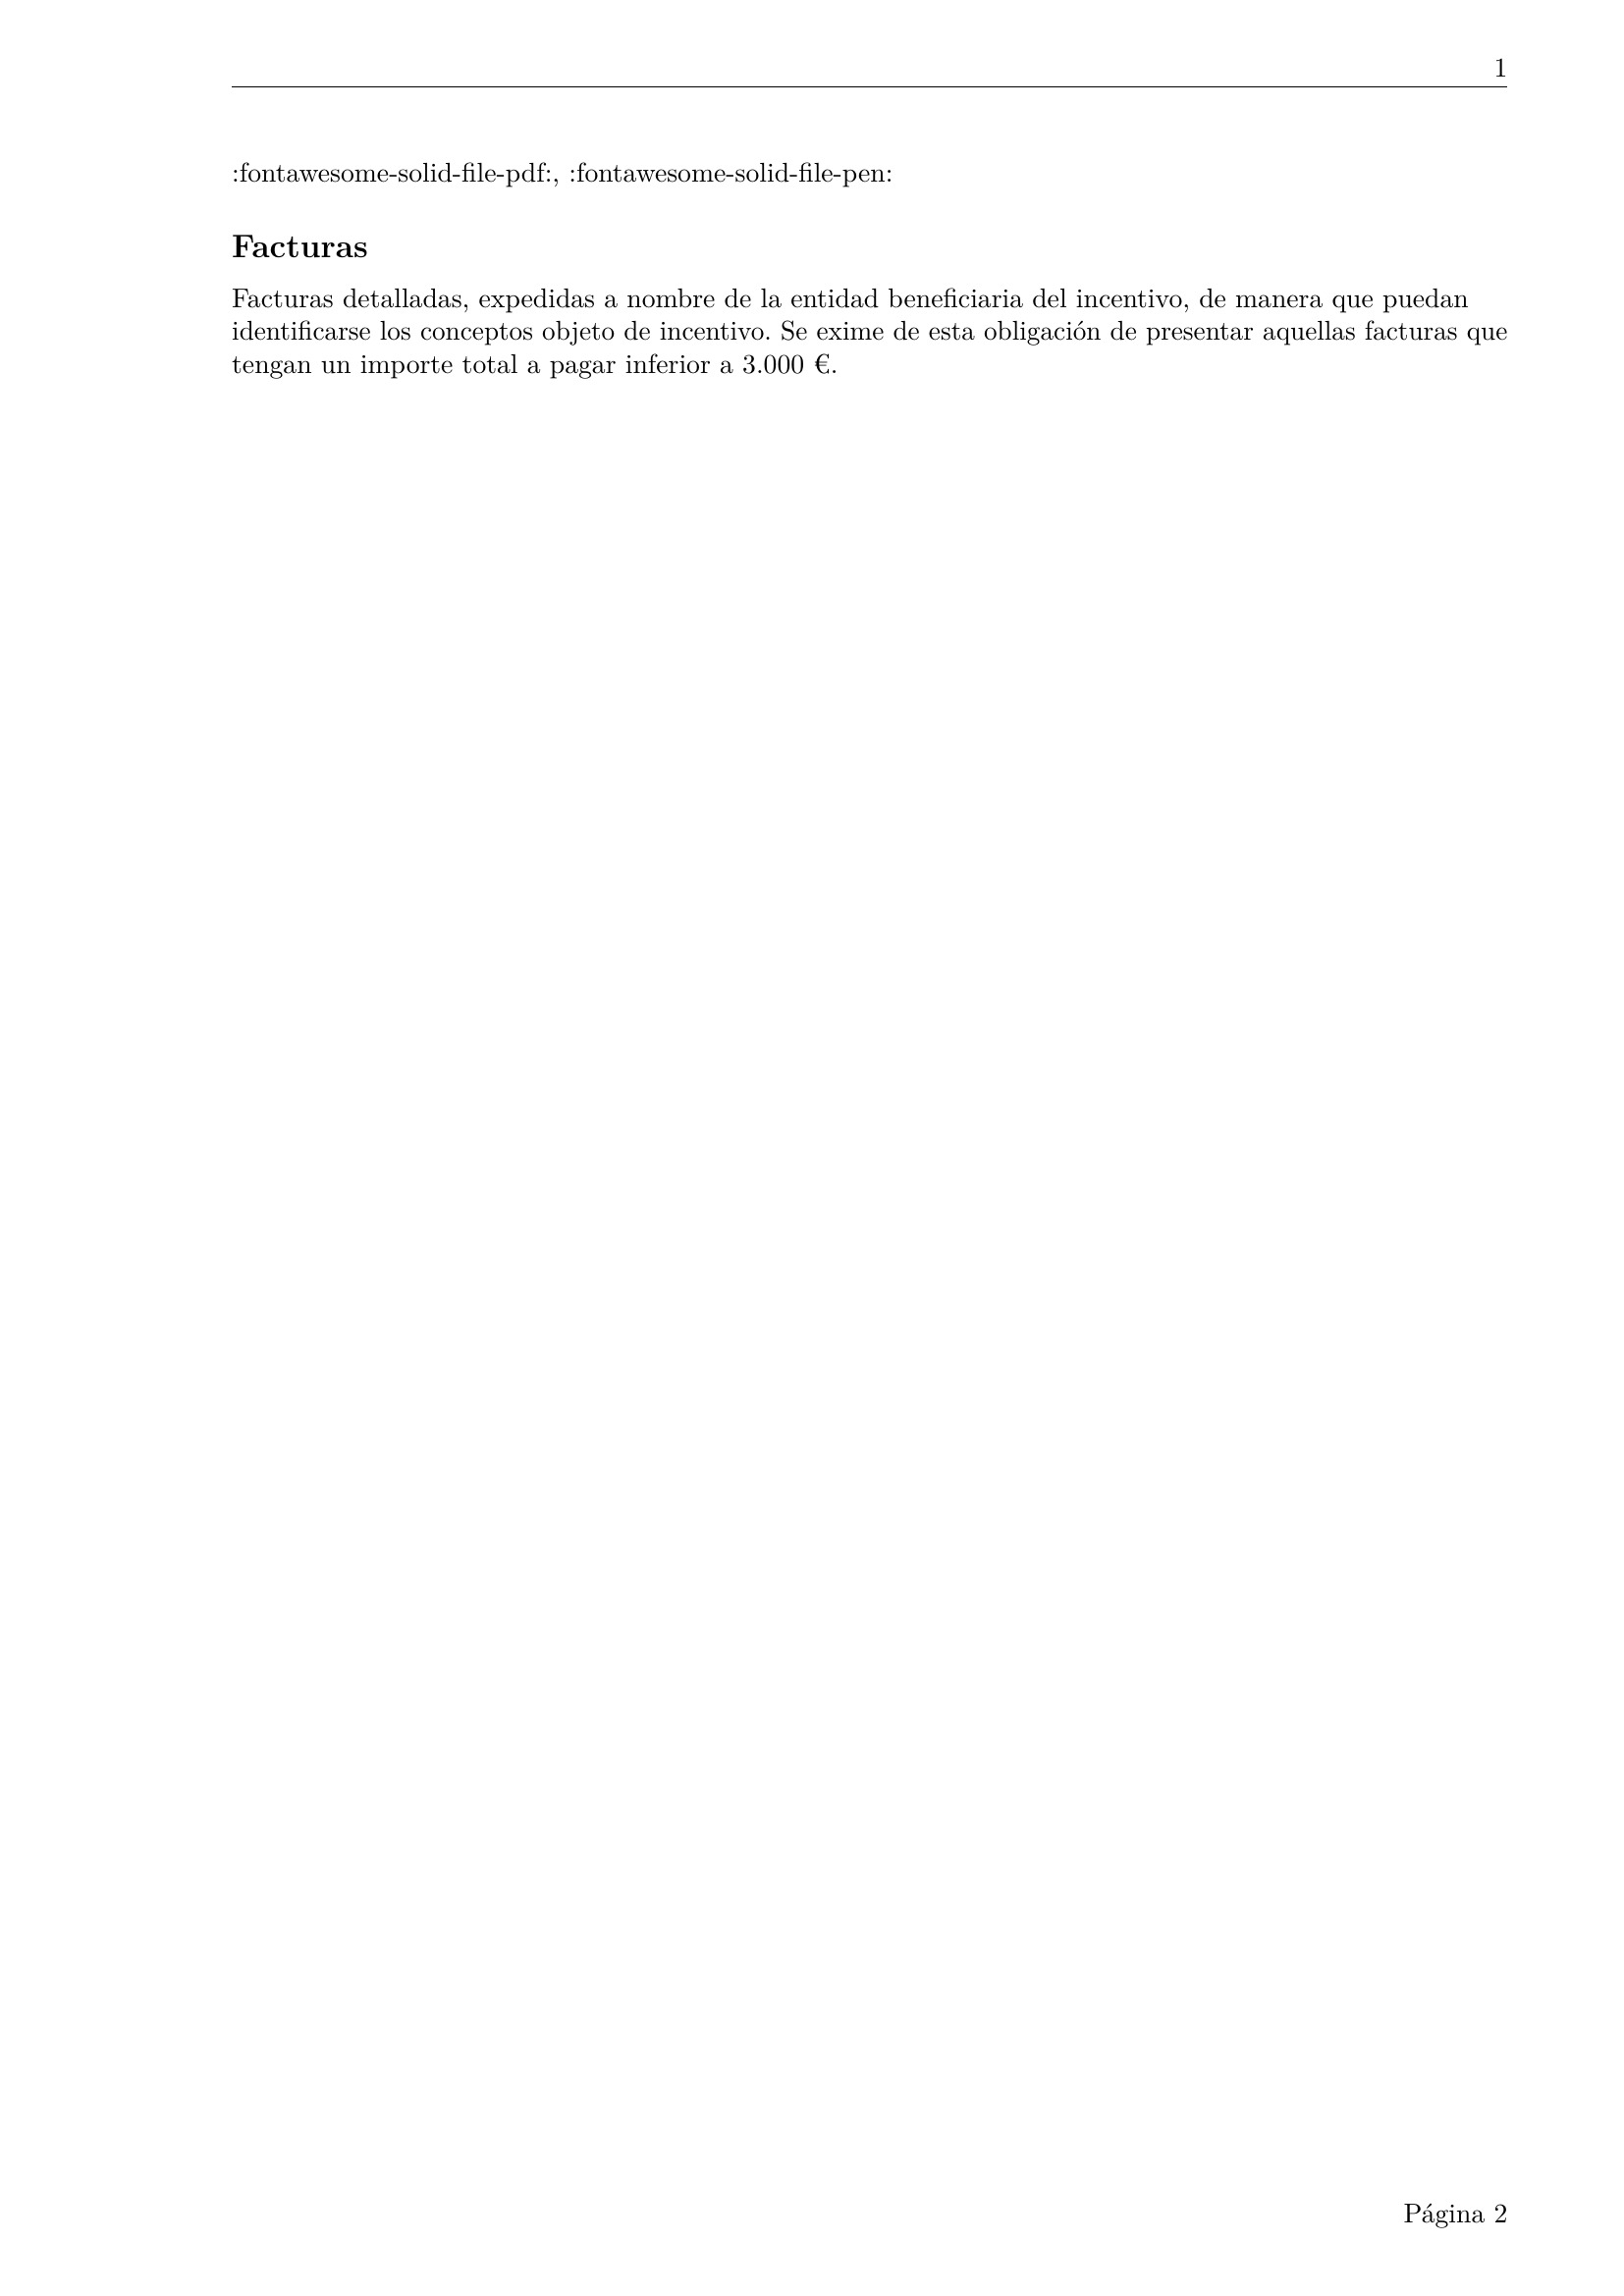 1
:fontawesome-solid-file-pdf:, :fontawesome-solid-file-pen:
Facturas
Facturas detalladas, expedidas a nombre de la entidad beneficiaria del incentivo, de manera que puedan
identificarse los conceptos objeto de incentivo. Se exime de esta obligación de presentar aquellas facturas que
tengan un importe total a pagar inferior a 3.000 €.
Página 2